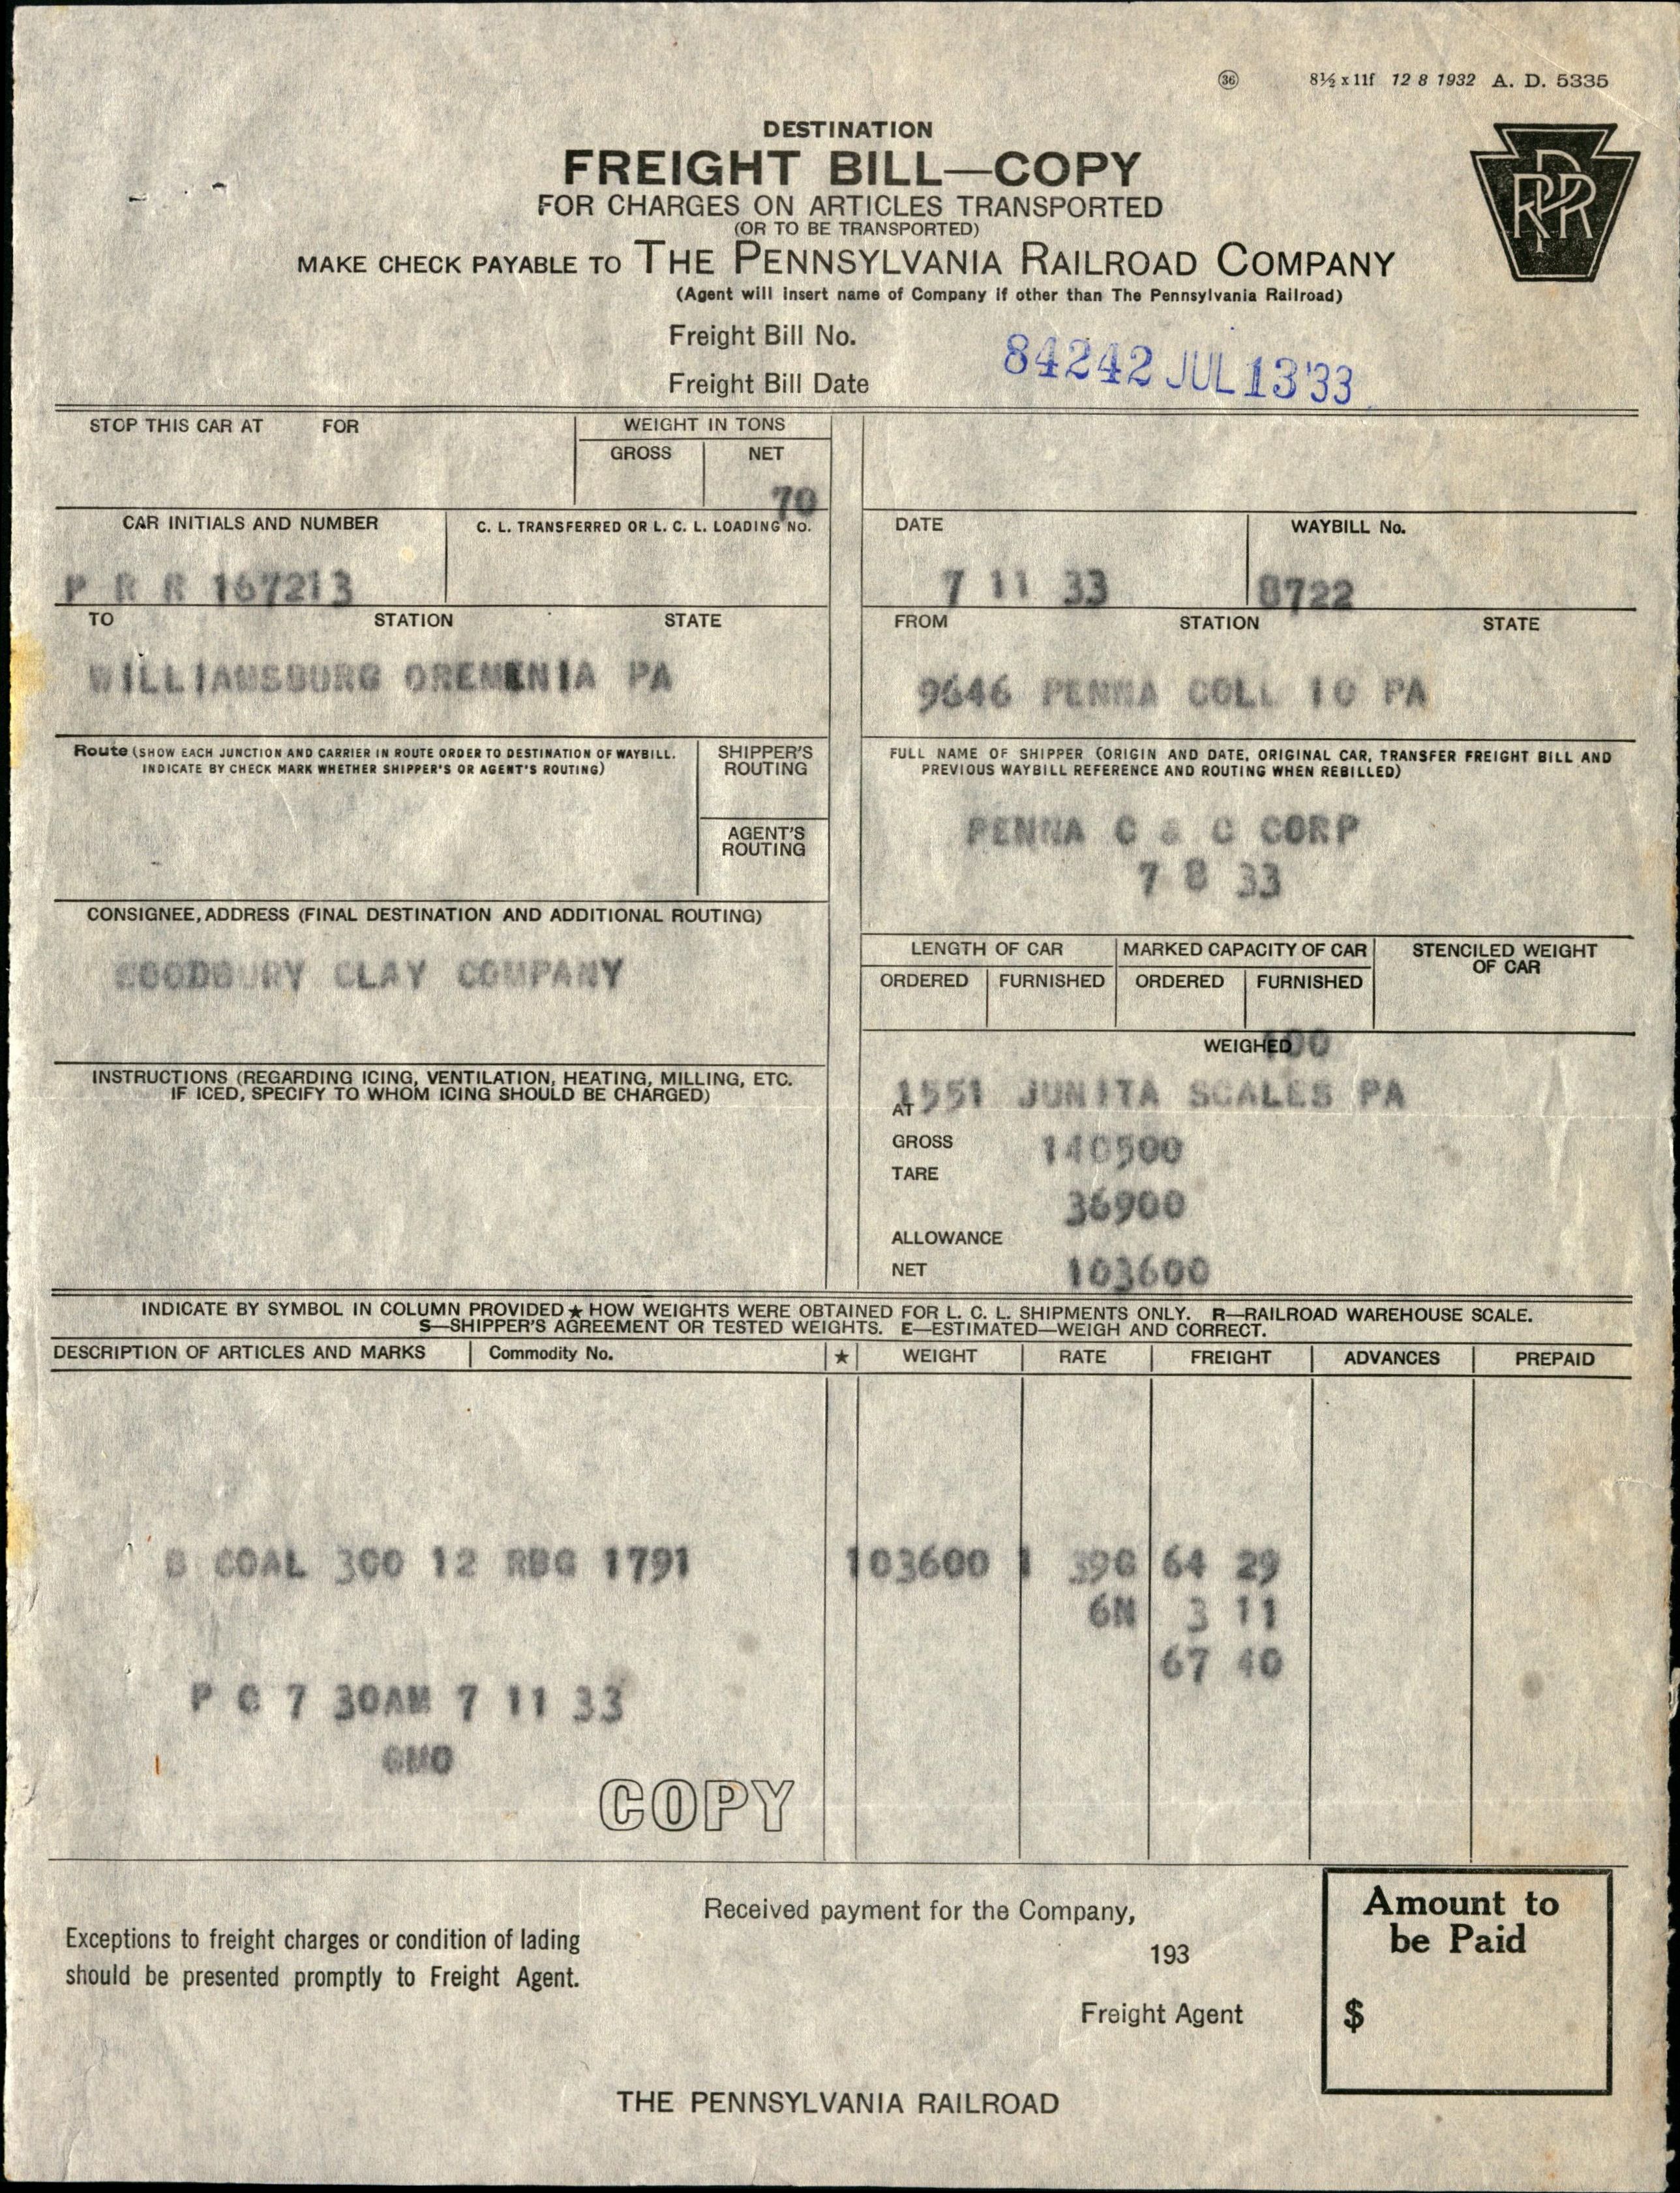 36 8½ x 11f 12 8 1932 A. D. 5335
DESTINATION
FREIGHT BILL—COPY
FOR CHARGES ON ARTICLES TRANSPORTED
(OR TO BE TRANSPORTED)
MAKE CHECK PAYABLE TO THE PENNSYLVANIA RAILROAD COMPANY
(Agent will insert name of Company if other than The Pennsylvania Railroad)
PRR
Freight Bill No.
84242 JUL 13'33
Freight Bill Date
STOP THIS CAR AT FOR
WEIGHT IN TONS
GROSS NET
70
CAR INITIALS AND NUMBER
C. L. TRANSFERRED OR L. C. L. LOADING NO.
DATE
WAYBILL No.
P R R 167213
7 11 33
8722
TO STATION STATE
FROM STATION STATE
WILLIAMSBURG OREMENIA PA
9646 PENNA COLL 10 PA
Route (SHOW EACH JUNCTION AND CARRIER IN ROUTE ORDER TO DESTINATION OF WAYBILL.
INDICATE BY CHECK MARK WHETHER SHIPPER'S OR AGENT'S ROUTING)
SHIPPER'S
ROUTING
AGENT'S
ROUTING
FULL NAME OF SHIPPER (ORIGIN AND DATE, ORIGINAL CAR, TRANSFER FREIGHT BILL AND
PREVIOUS WAYBILL REFERENCE AND ROUTING WHEN REBILLED)
PENNA C & C CORP
7 8 33
CONSIGNEE, ADDRESS (FINAL DESTINATION AND ADDITIONAL ROUTING)
WOODBURY CLAY COMPANY
LENGTH OF CAR
MARKED CAPACITY OF CAR
STENCILED WEIGHT
OF CAR
ORDERED FURNISHED ORDERED FURNISHED
INSTRUCTIONS (REGARDING ICING, VENTILATION, HEATING, MILLING, ETC.
IF ICED, SPECIFY TO WHOM ICING SHOULD BE CHARGED)
WEIGHED 100
AT 1551 JUNITA SCALES PA
GROSS 140500
TARE
36900
ALLOWANCE
NET 103600
INDICATE BY SYMBOL IN COLUMN PROVIDED ★ HOW WEIGHTS WERE OBTAINED FOR L. C. L. SHIPMENTS ONLY. R—RAILROAD WAREHOUSE SCALE.
S—SHIPPER'S AGREEMENT OR TESTED WEIGHTS. E—ESTIMATED—WEIGH AND CORRECT.
DESCRIPTION OF ARTICLES AND MARKS Commodity No. ★ WEIGHT RATE FREIGHT ADVANCES PREPAID
B COAL 300 12 RBG 1791 103600 1 39G 64 29
6N 3 11
67 40
P C 7 30AM 7 11 33
GMO
COPY
Exceptions to freight charges or condition of lading
should be presented promptly to Freight Agent.
Received payment for the Company,
193
Freight Agent
Amount to
be Paid
$
THE PENNSYLVANIA RAILROAD